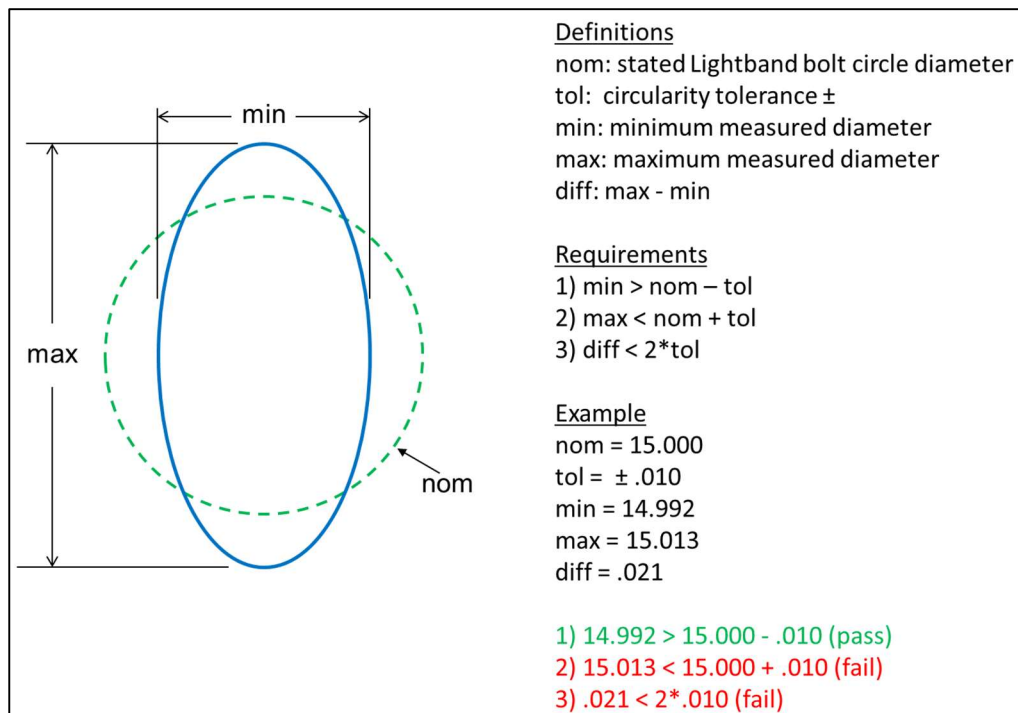 min
max
nom
Definitions
nom: stated Lightband bolt circle diameter
tol:  circularity tolerance ±
min: minimum measured diameter
max: maximum measured diameter
diff: max - min
Requirements
1) min > nom – tol
2) max < nom + tol
3) diff < 2*tol
Example
nom = 15.000
tol =  ± .010
min = 14.992
max = 15.013
diff = .021
1) 14.992 > 15.000 - .010 (pass)
2) 15.013 < 15.000 + .010 (fail)
3) .021 < 2*.010 (fail)